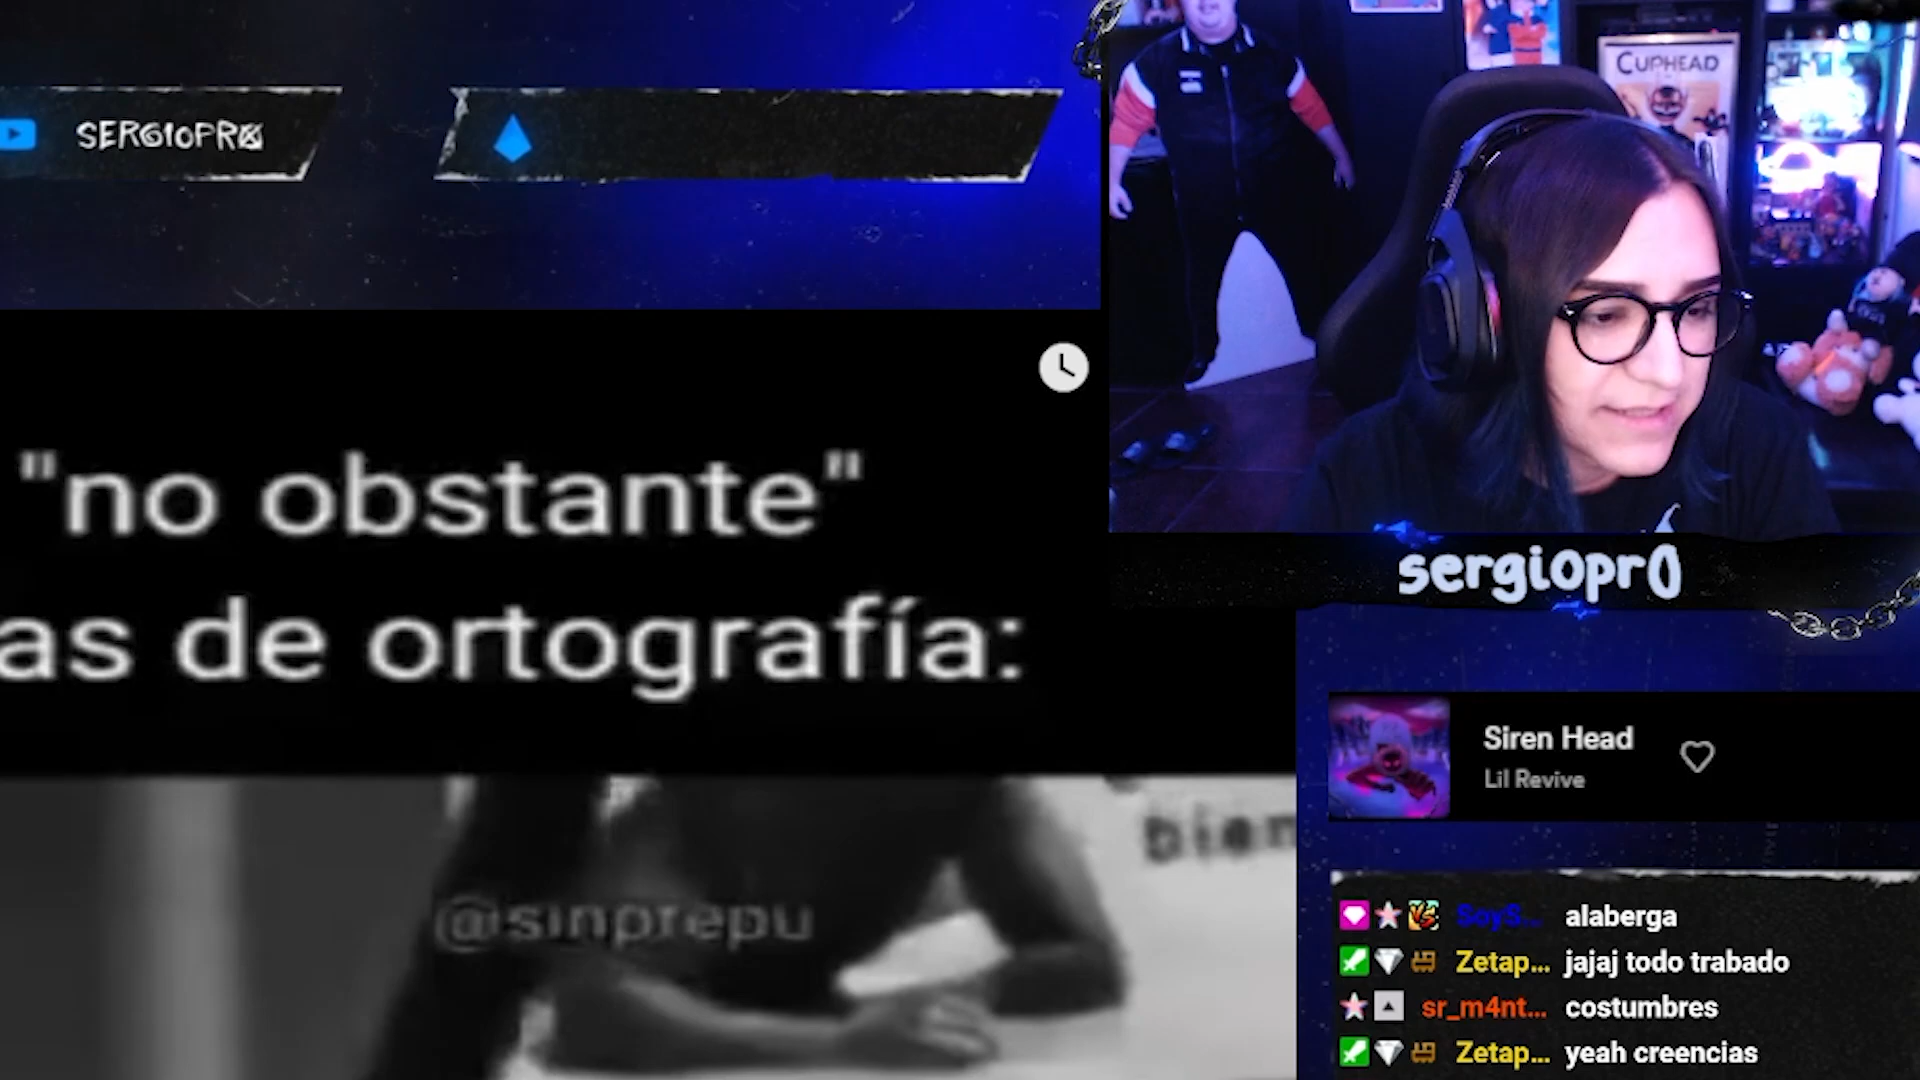 SERGIOPR0
CUPHEAD
"no obstante"
as de ortografía:
sergiopr0
Siren Head
Lil Revive
bien
@sinprepu
SoyS... alaberga
Zetap... jajaj todo trabado
sr_m4nt... costumbres
Zetap... yeah creencias